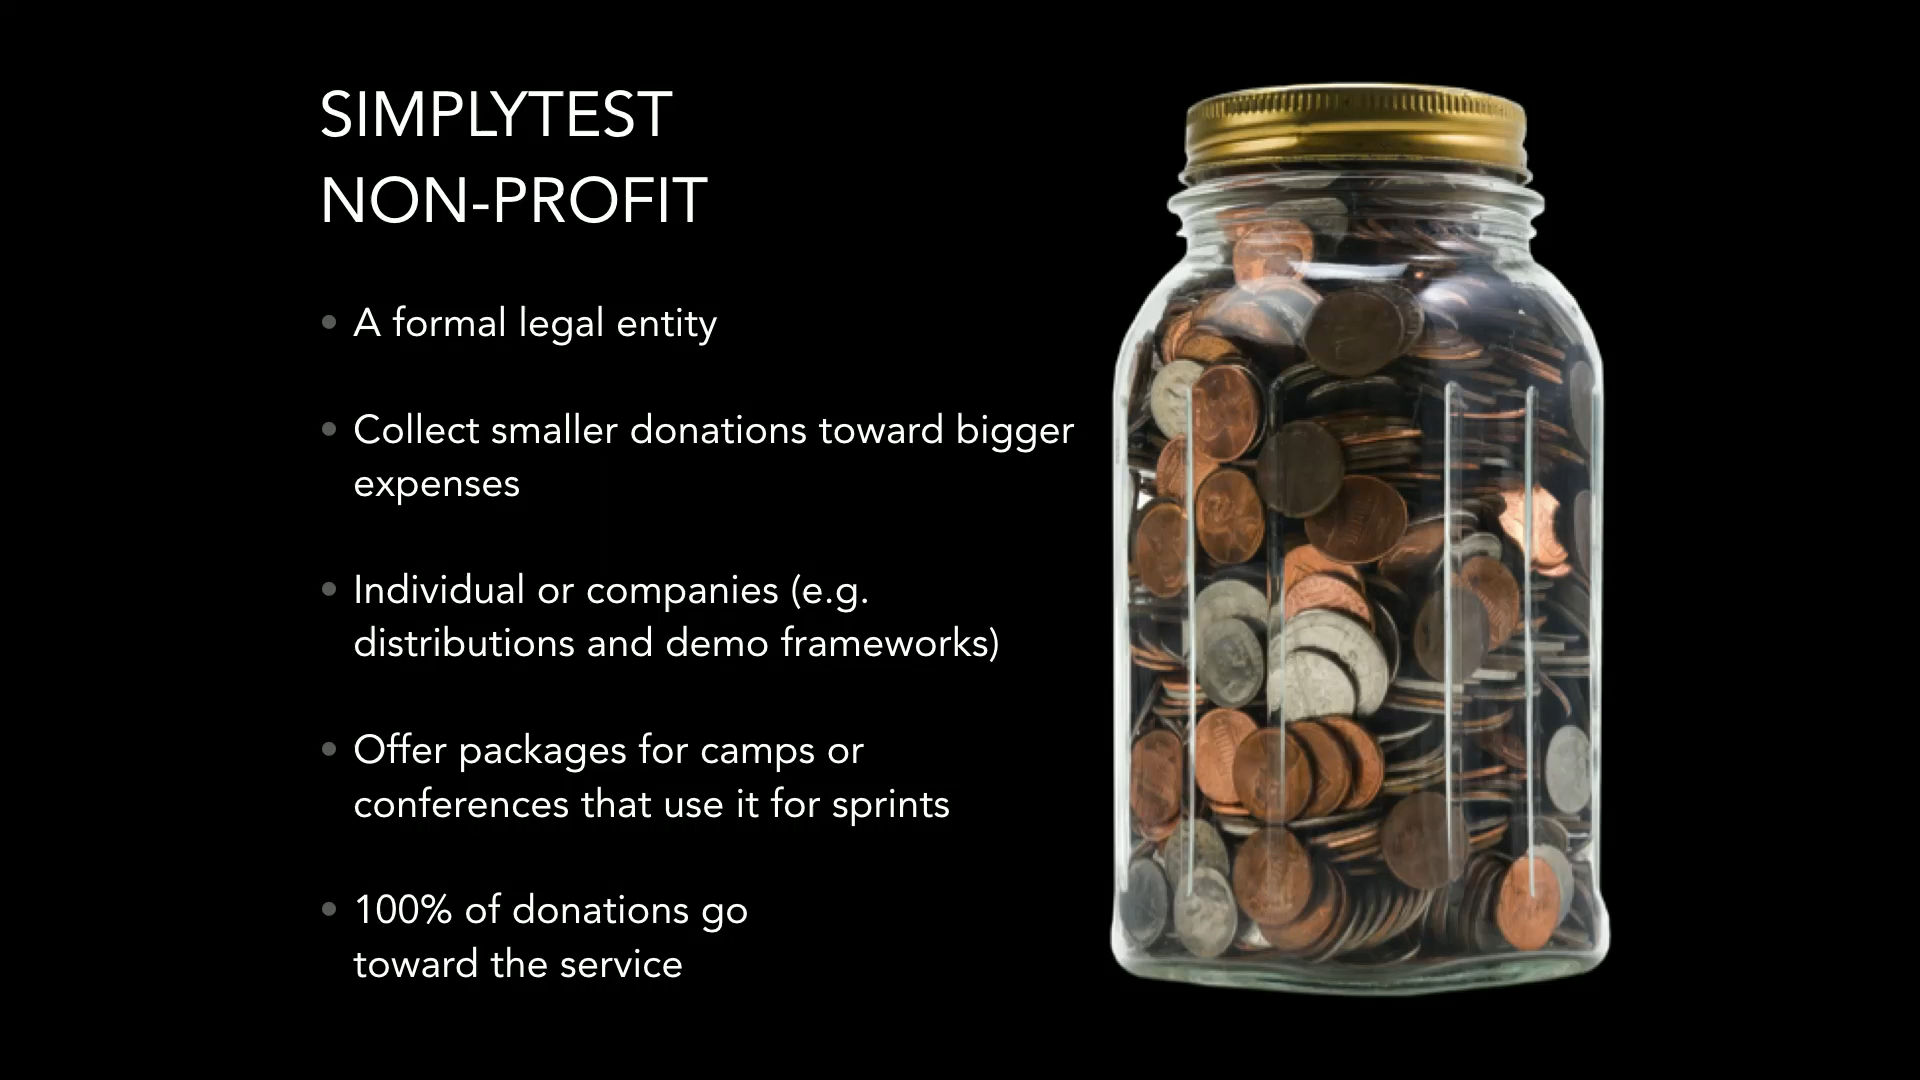 SIMPLYTEST
NON-PROFIT
• A formal legal entity
• Collect smaller donations toward bigger
expenses
• Individual or companies (e.g.
distributions and demo frameworks)
• Offer packages for camps or
conferences that use it for sprints
• 100% of donations go
toward the service